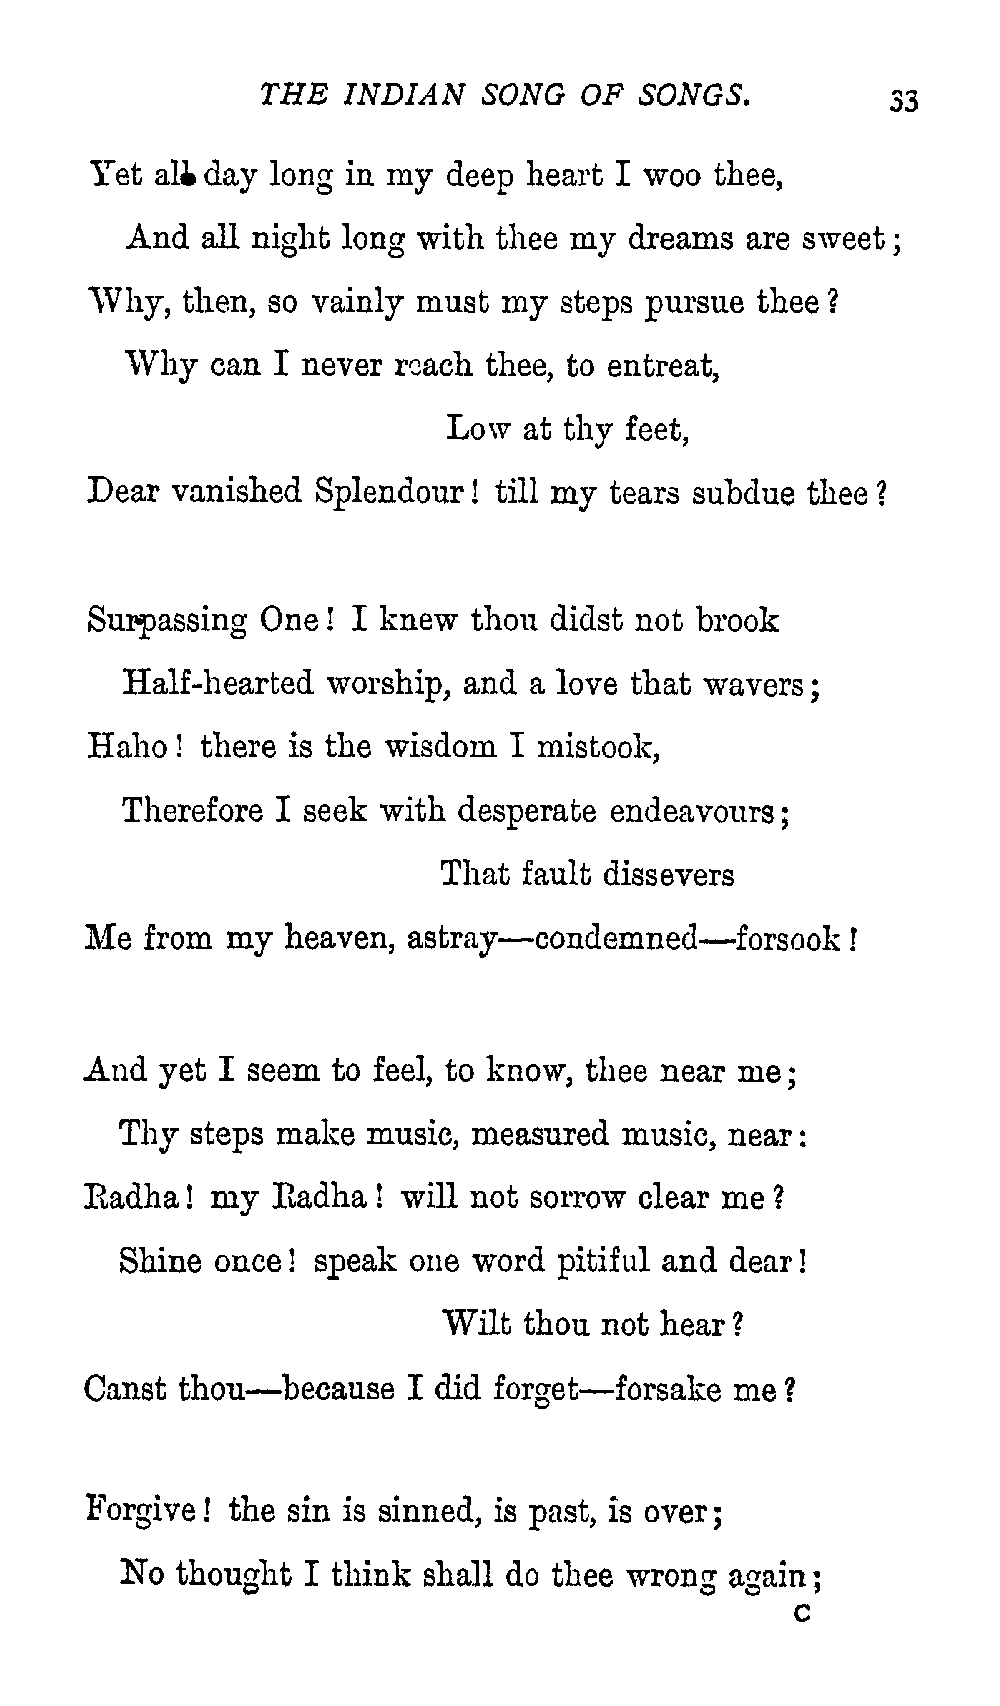 THE INDIAN SONG OF SONGS. 33
Yet all day long in my deep heart I woo thee,
And all night long with thee my dreams are sweet;
Why, then, so vainly must my steps pursue thee?
Why can I never reach thee, to entreat,
Low at thy feet,
Dear vanished Splendour! till my tears subdue thee?
Surpassing One! I knew thou didst not brook
Half-hearted worship, and a love that wavers;
Haho! there is the wisdom I mistook,
Therefore I seek with desperate endeavours;
That fault dissevers
Me from my heaven, astray—condemned—forsook!
And yet I seem to feel, to know, thee near me;
Thy steps make music, measured music, near:
Radha! my Radha! will not sorrow clear me?
Shine once! speak one word pitiful and dear!
Wilt thou not hear?
Canst thou—because I did forget—forsake me?
Forgive! the sin is sinned, is past, is over;
No thought I think shall do thee wrong again;
C